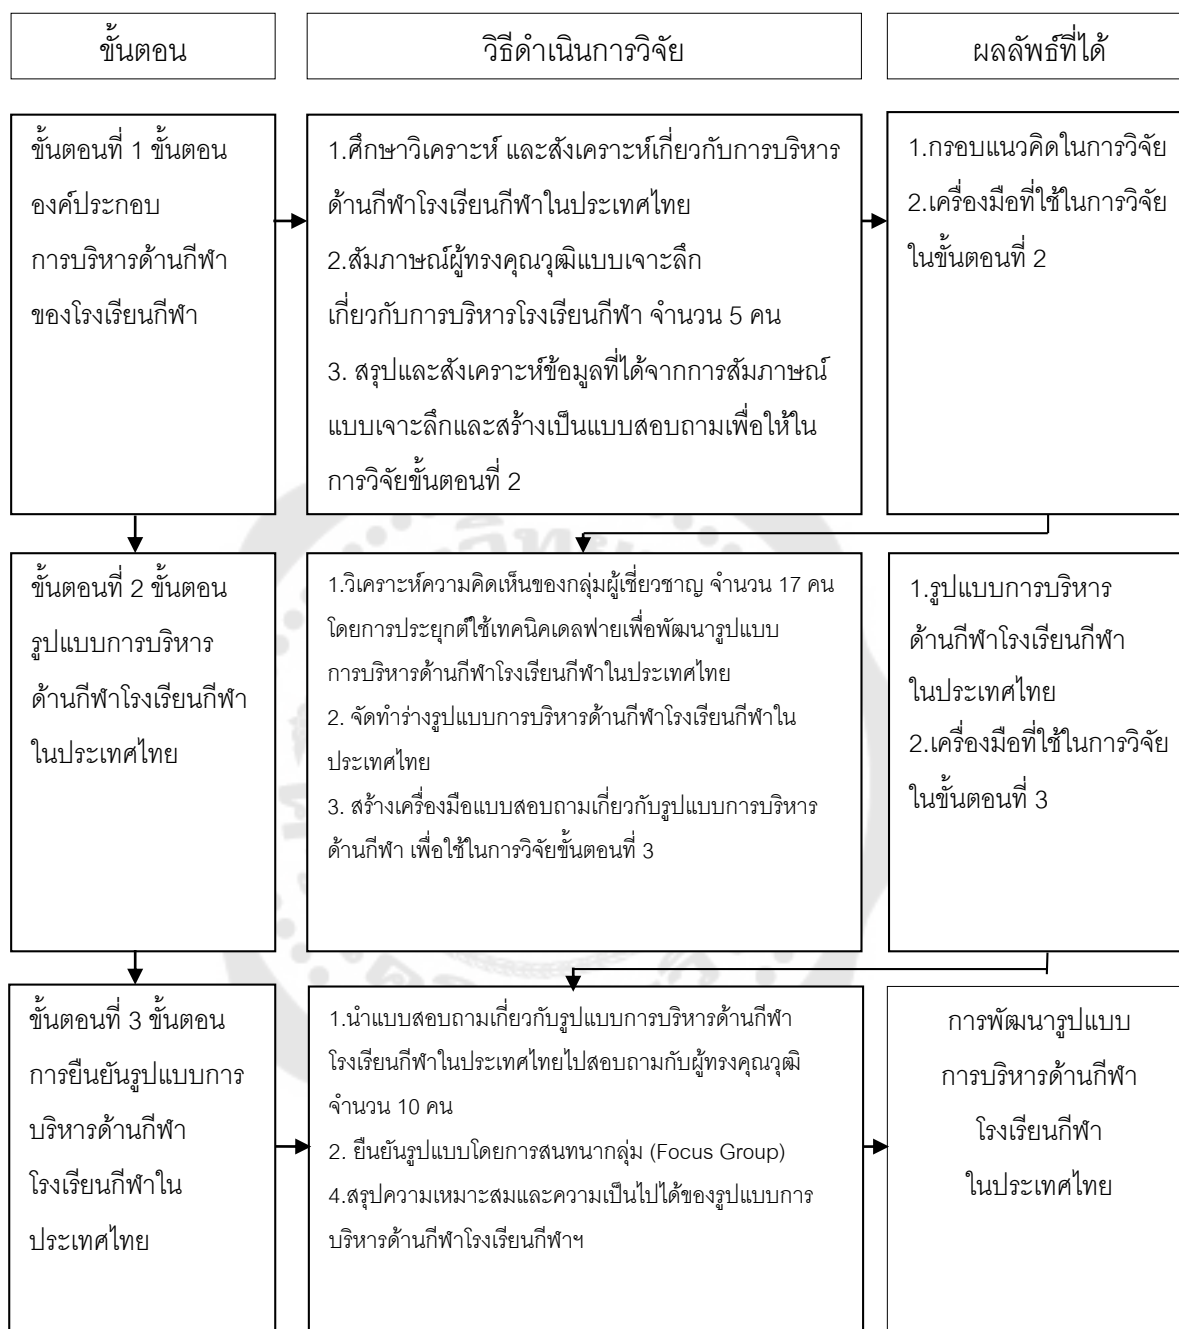 ขั้นตอน
วิธีดำเนินการวิจัย
ผลลัพธ์ที่ได้
ขั้นตอนที่ 1 ขั้นตอน
องค์ประกอบ
การบริหารด้านกีฬา
ของโรงเรียนกีฬา
1.ศึกษาวิเคราะห์ และสังเคราะห์เกี่ยวกับการบริหาร
ด้านกีฬาโรงเรียนกีฬาในประเทศไทย
2.สัมภาษณ์ผู้ทรงคุณวุฒิแบบเจาะลึก
เกี่ยวกับการบริหารโรงเรียนกีฬา จำนวน 5 คน
3. สรุปและสังเคราะห์ข้อมูลที่ได้จากการสัมภาษณ์
แบบเจาะลึกและสร้างเป็นแบบสอบถามเพื่อให้ใน
การวิจัยขั้นตอนที่ 2
1.กรอบแนวคิดในการวิจัย
2.เครื่องมือที่ใช้ในการวิจัย
ในขั้นตอนที่ 2
ขั้นตอนที่ 2 ขั้นตอน
รูปแบบการบริหาร
ด้านกีฬาโรงเรียนกีฬา
ในประเทศไทย
1.วิเคราะห์ความคิดเห็นของกลุ่มผู้เชี่ยวชาญ จำนวน 17 คน
โดยการประยุกต์ใช้เทคนิคเดลฟายเพื่อพัฒนารูปแบบ
การบริหารด้านกีฬาโรงเรียนกีฬาในประเทศไทย
2. จัดทำร่างรูปแบบการบริหารด้านกีฬาโรงเรียนกีฬาใน
ประเทศไทย
3. สร้างเครื่องมือแบบสอบถามเกี่ยวกับรูปแบบการบริหาร
ด้านกีฬา เพื่อใช้ในการวิจัยขั้นตอนที่ 3
1.รูปแบบการบริหาร
ด้านกีฬาโรงเรียนกีฬา
ในประเทศไทย
2.เครื่องมือที่ใช้ในการวิจัย
ในขั้นตอนที่ 3
ขั้นตอนที่ 3 ขั้นตอน
การยืนยันรูปแบบการ
บริหารด้านกีฬา
โรงเรียนกีฬาใน
ประเทศไทย
1.นำแบบสอบถามเกี่ยวกับรูปแบบการบริหารด้านกีฬา
โรงเรียนกีฬาในประเทศไทยไปสอบถามกับผู้ทรงคุณวุฒิ
จำนวน 10 คน
2. ยืนยันรูปแบบโดยการสนทนากลุ่ม (Focus Group)
4.สรุปความเหมาะสมและความเป็นไปได้ของรูปแบบการ
บริหารด้านกีฬาโรงเรียนกีฬาฯ
การพัฒนารูปแบบ
การบริหารด้านกีฬา
โรงเรียนกีฬา
ในประเทศไทย